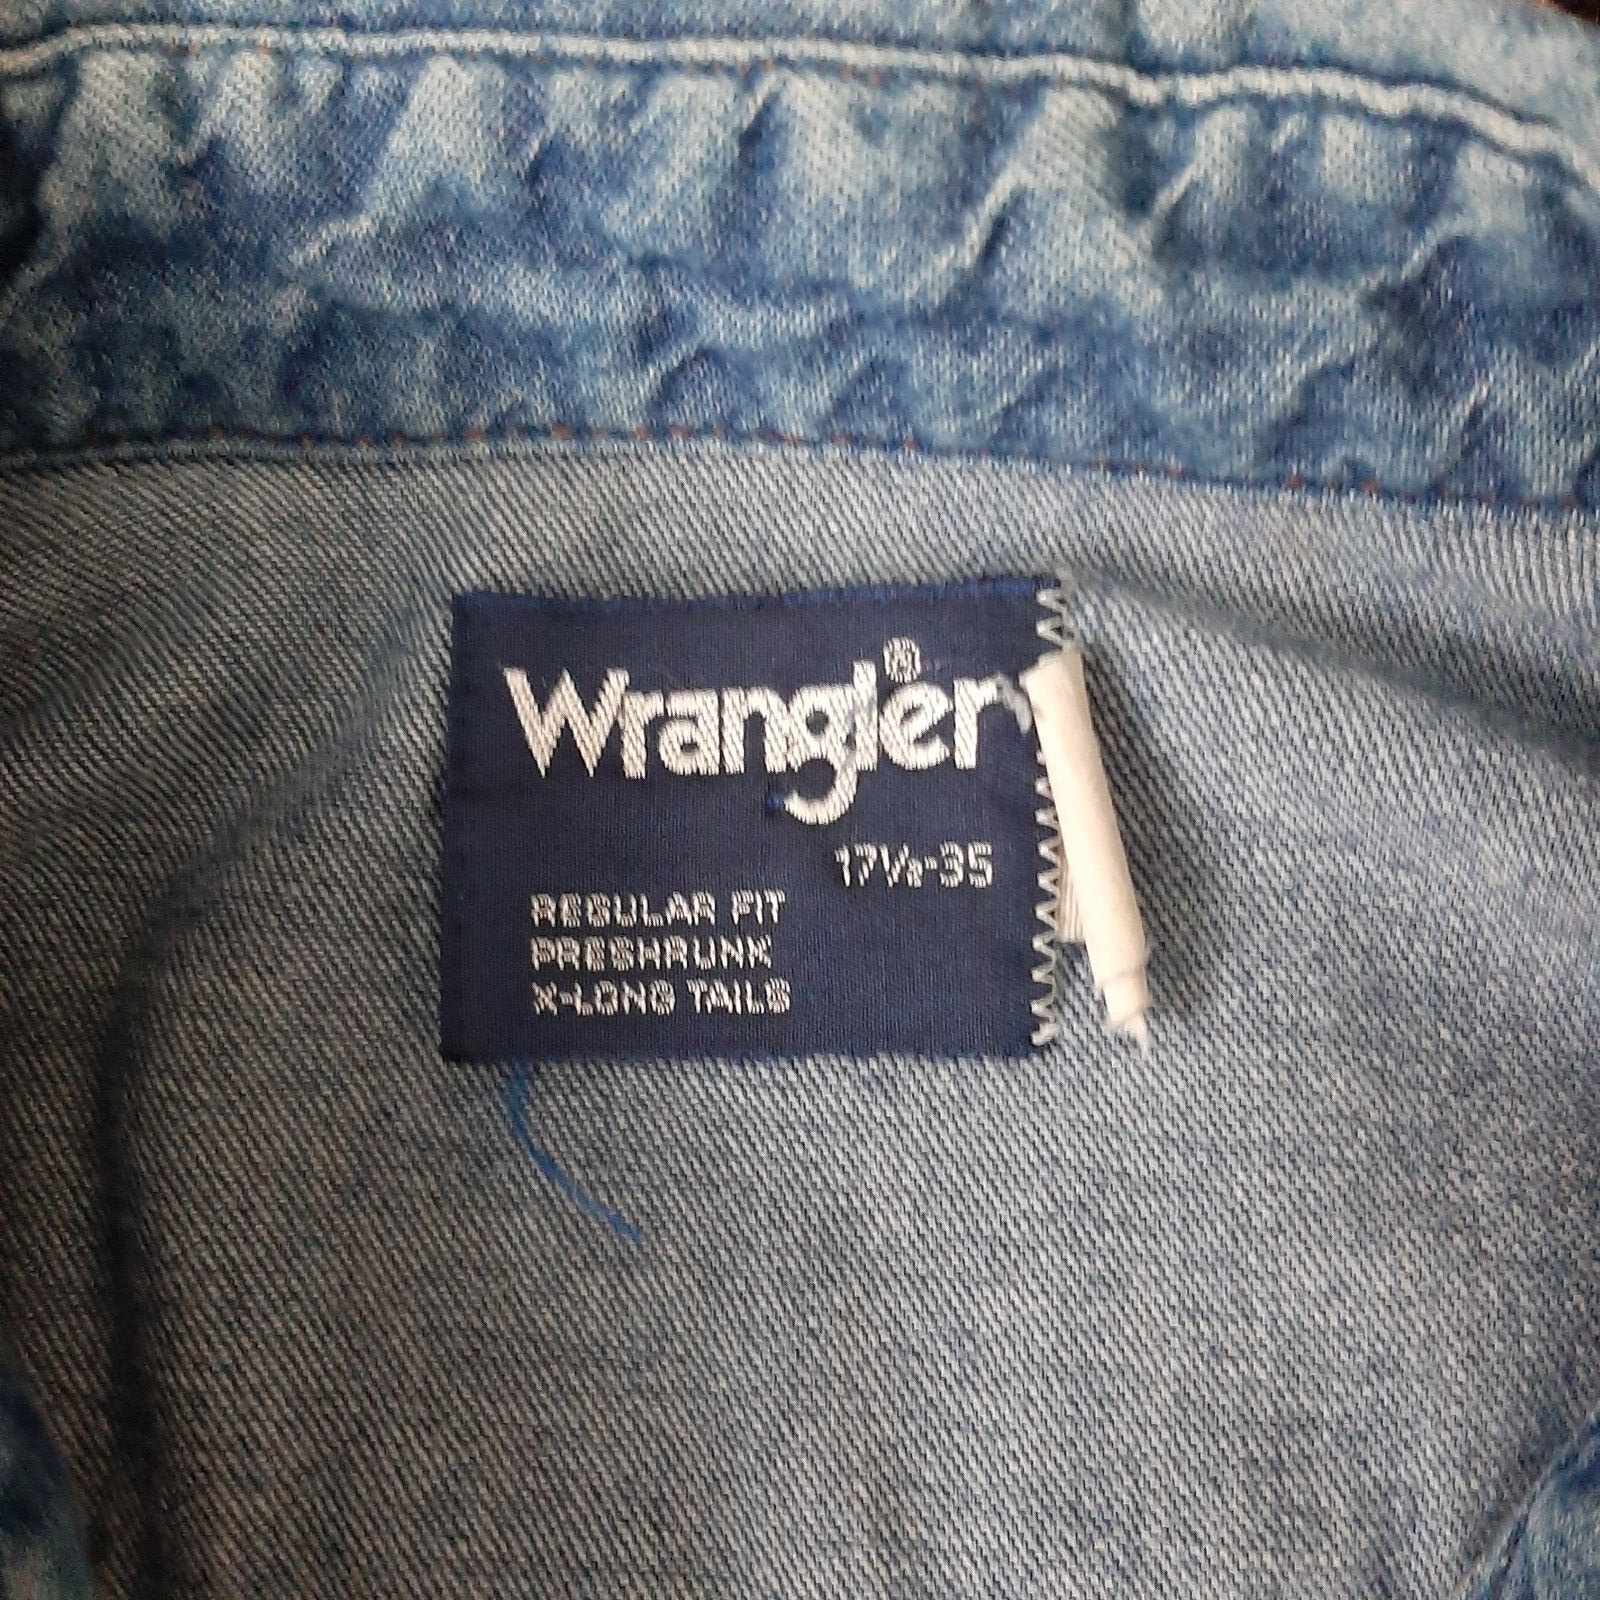 Wrangler®
17½-35
REGULAR FIT
PRESHRUNK
X-LONG TAILS